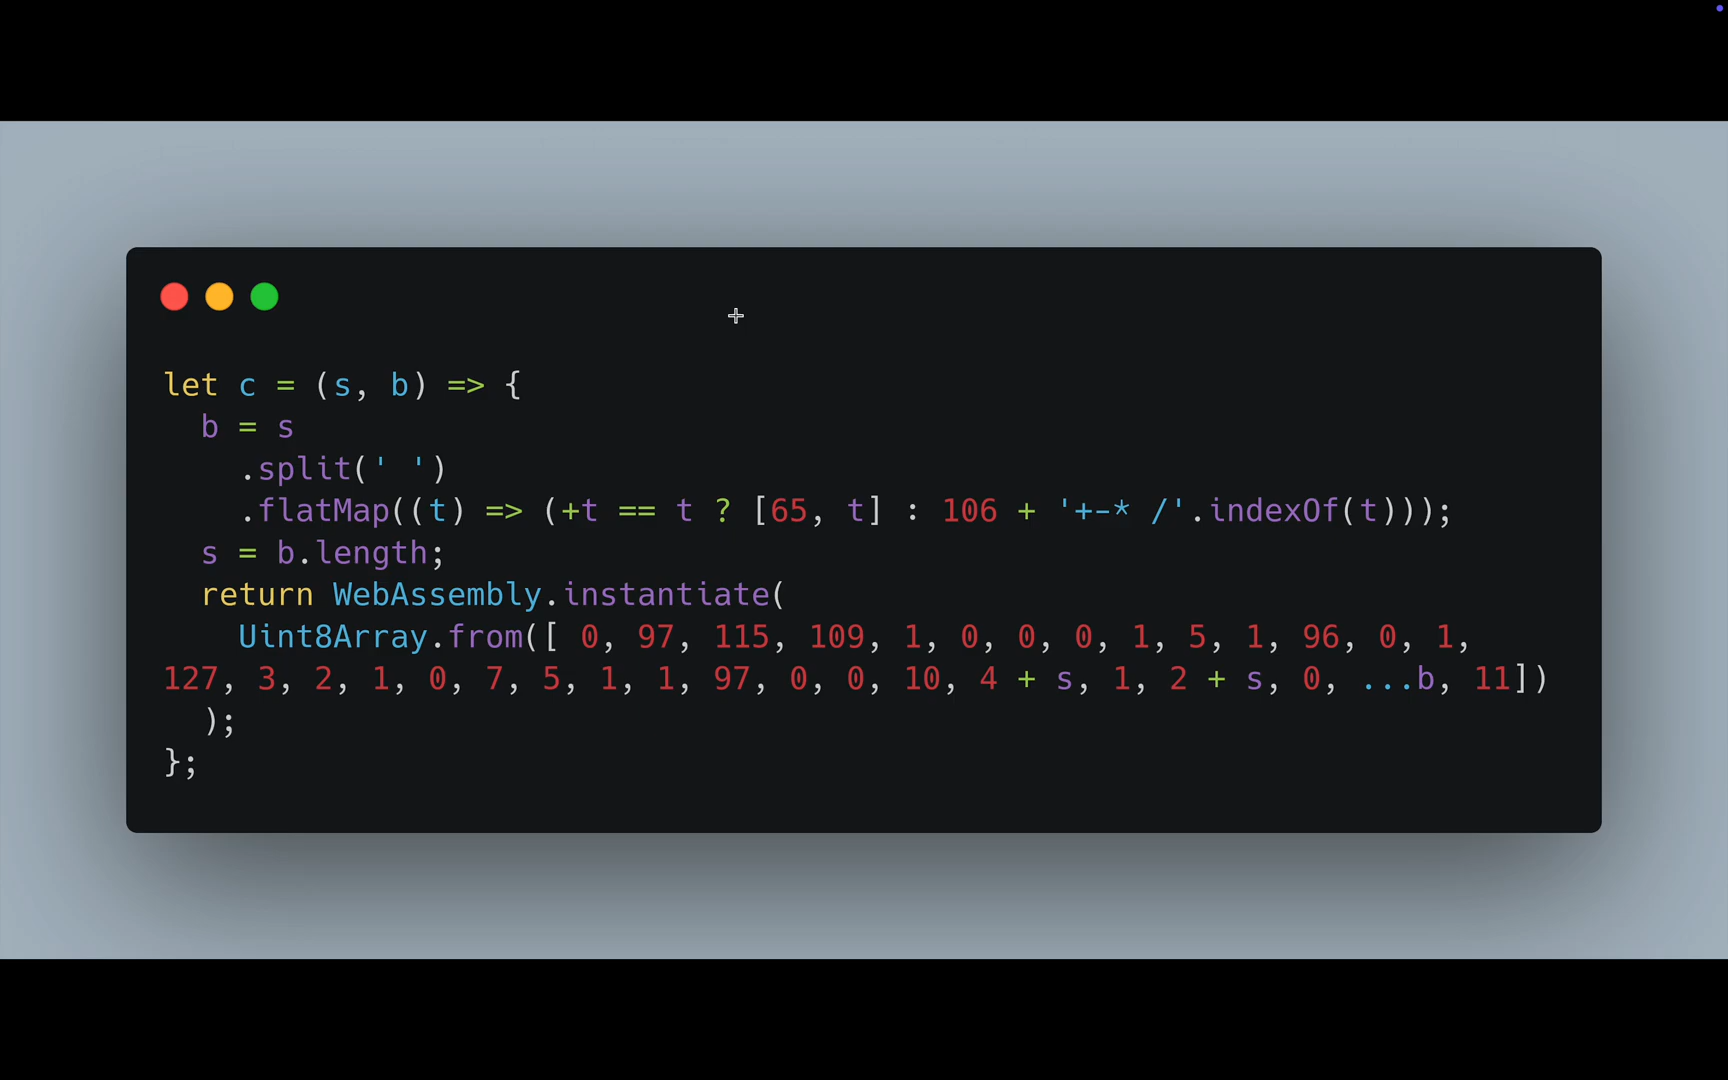 let c = (s, b) => {
  b = s
    .split(' ')
    .flatMap((t) => (+t == t ? [65, t] : 106 + '+-* /'.indexOf(t)));
  s = b.length;
  return WebAssembly.instantiate(
    Uint8Array.from([ 0, 97, 115, 109, 1, 0, 0, 0, 1, 5, 1, 96, 0, 1,
127, 3, 2, 1, 0, 7, 5, 1, 1, 97, 0, 0, 10, 4 + s, 1, 2 + s, 0, ...b, 11])
  );
};